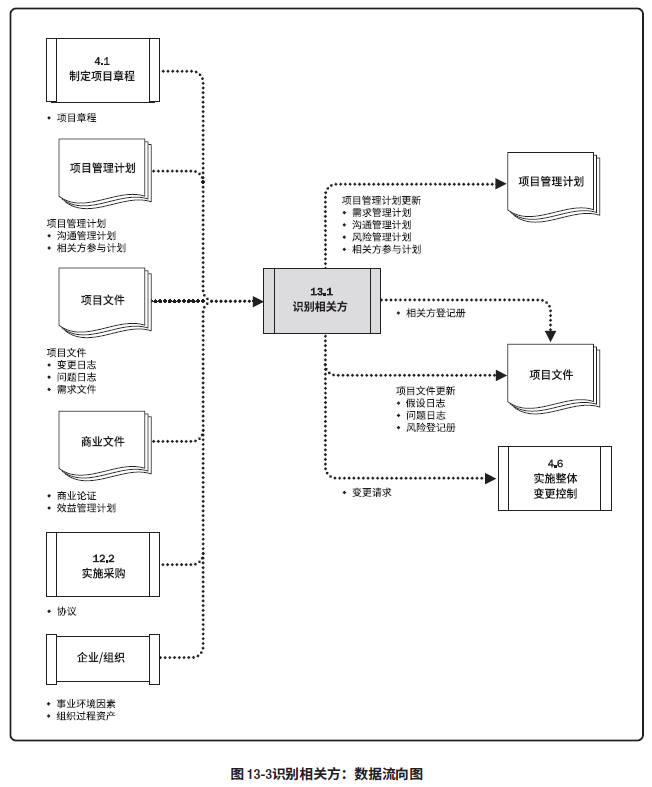 4.1
制定项目章程
• 项目章程
项目管理计划
项目管理计划
• 沟通管理计划
• 相关方参与计划
项目文件
项目文件
• 变更日志
• 问题日志
• 需求文件
商业文件
• 商业论证
• 效益管理计划
12.2
实施采购
• 协议
企业/组织
• 事业环境因素
• 组织过程资产
13.1
识别相关方
项目管理计划更新
• 需求管理计划
• 沟通管理计划
• 风险管理计划
• 相关方参与计划
项目管理计划
• 相关方登记册
项目文件
项目文件更新
• 假设日志
• 问题日志
• 风险登记册
4.6
实施整体
变更控制
• 变更请求
图 13-3识别相关方：数据流向图